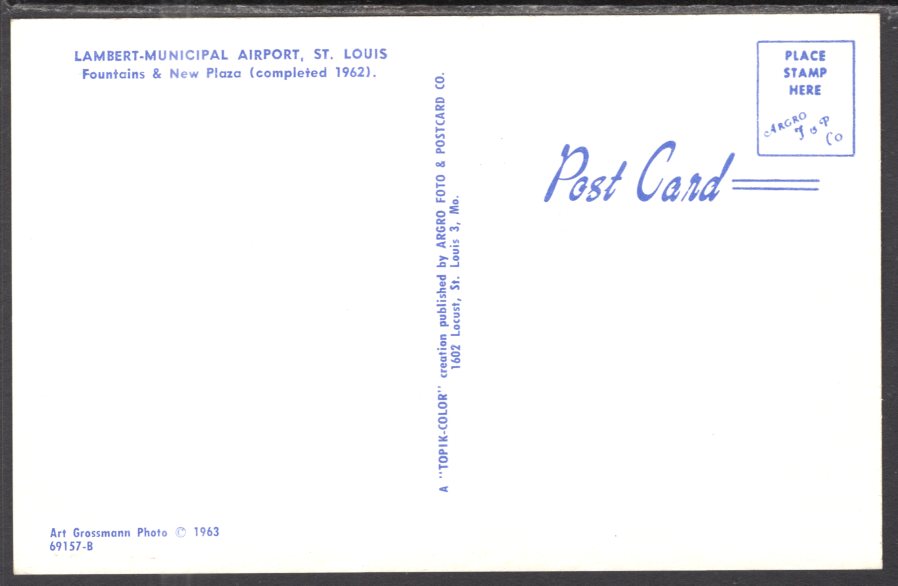 LAMBERT-MUNICIPAL AIRPORT, ST. LOUIS
Fountains & New Plaza (completed 1962).
A "TOPIK-COLOR" creation published by ARGRO FOTO & POSTCARD CO.
1602 Locust, St. Louis 3, Mo.
PLACE
STAMP
HERE
ARGRO
F & P
Co
Post Card
Art Grossmann Photo © 1963
69157-B